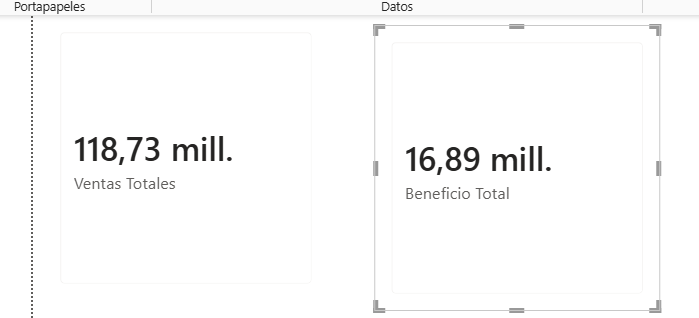 Portapapeles
Datos
118,73 mill.
Ventas Totales
16,89 mill.
Beneficio Total